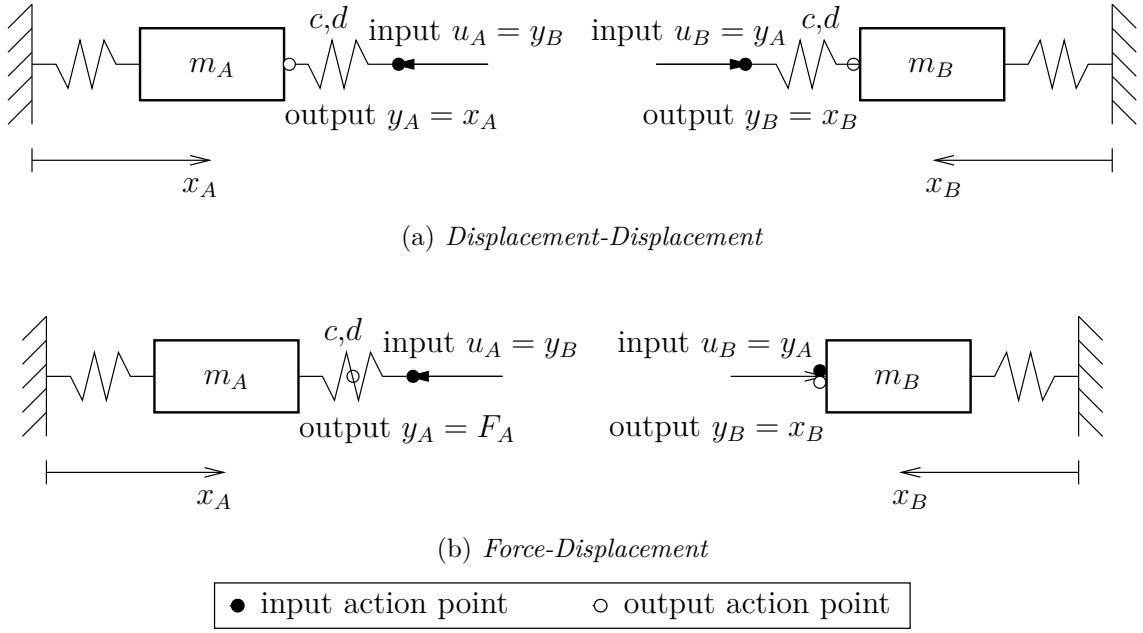 c,d input u_A = y_B input u_B = y_A c,d
m_A m_B
output y_A = x_A output y_B = x_B
x_A x_B
(a) Displacement-Displacement
c,d input u_A = y_B input u_B = y_A
m_A m_B
output y_A = F_A output y_B = x_B
x_A x_B
(b) Force-Displacement
input action point output action point